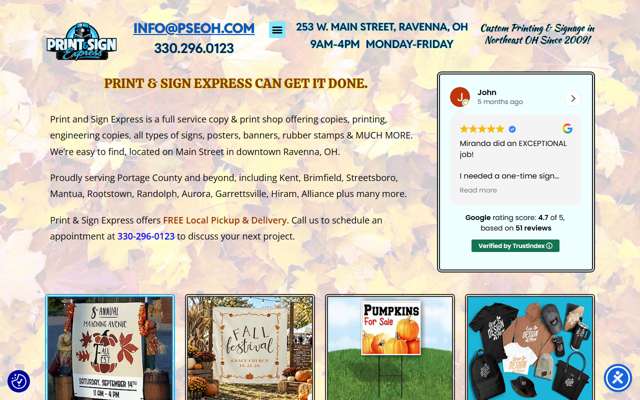 PRINT & SIGN
Express
INFO@PSEOH.COM
330.296.0123
253 W. MAIN STREET, RAVENNA, OH
9AM-4PM MONDAY-FRIDAY
Custom Printing & Signage in
Northeast OH Since 2009!
PRINT & SIGN EXPRESS CAN GET IT DONE.
Print and Sign Express is a full service copy & print shop offering copies, printing,
engineering copies, all types of signs, posters, banners, rubber stamps & MUCH MORE.
We're easy to find, located on Main Street in downtown Ravenna, OH.
Proudly serving Portage County and beyond, including Kent, Brimfield, Streetsboro,
Mantua, Rootstown, Randolph, Aurora, Garrettsville, Hiram, Alliance plus many more.
Print & Sign Express offers FREE Local Pickup & Delivery. Call us to schedule an
appointment at 330-296-0123 to discuss your next project.
J
John
5 months ago
Miranda did an EXCEPTIONAL
job!
I needed a one-time sign...
Read more
Google rating score: 4.7 of 5,
based on 51 reviews
Verified by Trustindex
8th ANNUAL
MARCHING AVENUE
FALL
FEST
SATURDAY, SEPTEMBER 14TH
11 AM - 4 PM
FALL
festival
GRACE CHURCH
PUMPKINS
For Sale